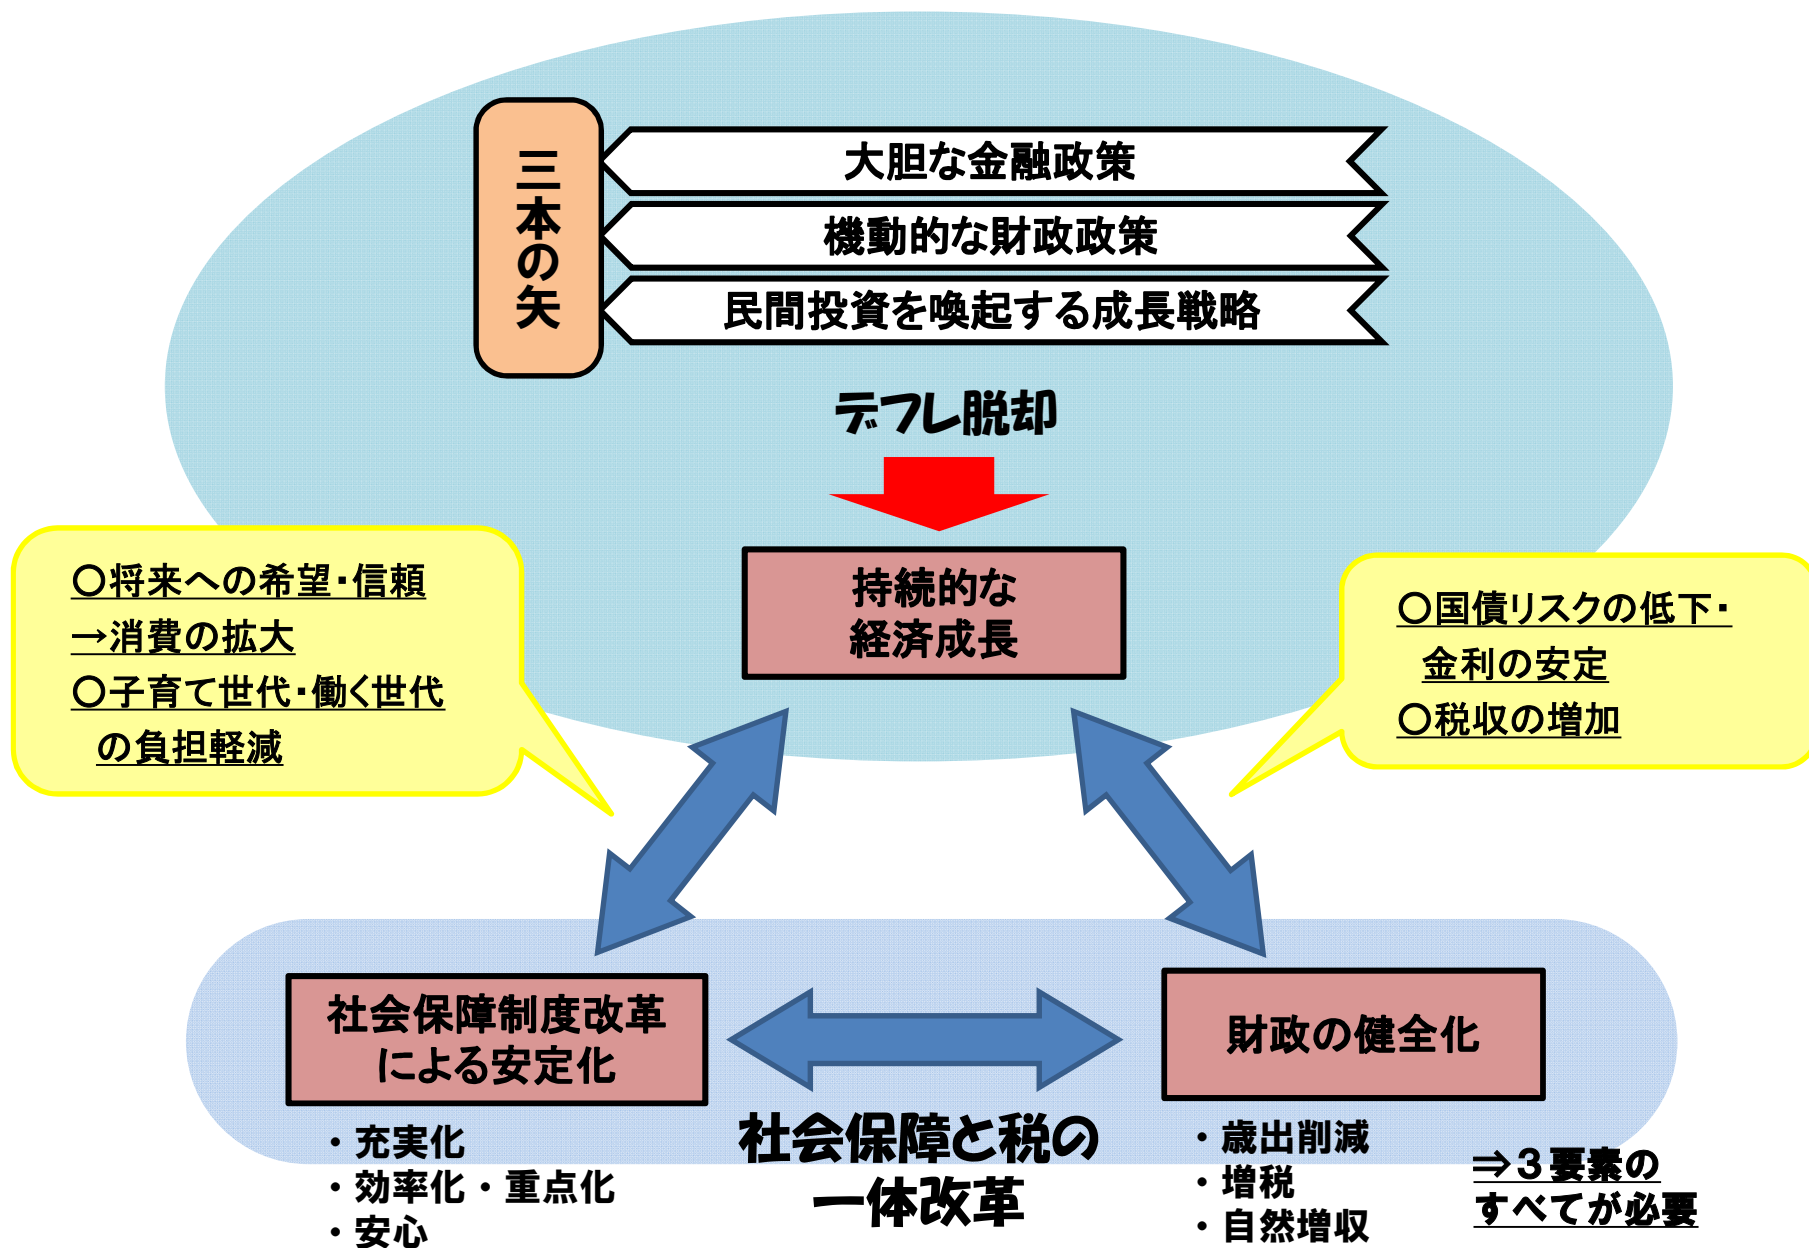 三本の矢
大胆な金融政策
機動的な財政政策
民間投資を喚起する成長戦略
デフレ脱却
持続的な
経済成長
○将来への希望・信頼
→消費の拡大
○子育て世代・働く世代
の負担軽減
○国債リスクの低下・
金利の安定
○税収の増加
社会保障制度改革
による安定化
財政の健全化
・充実化
・効率化・重点化
・安心
社会保障と税の
一体改革
・歳出削減
・増税
・自然増収
⇒３要素の
すべてが必要